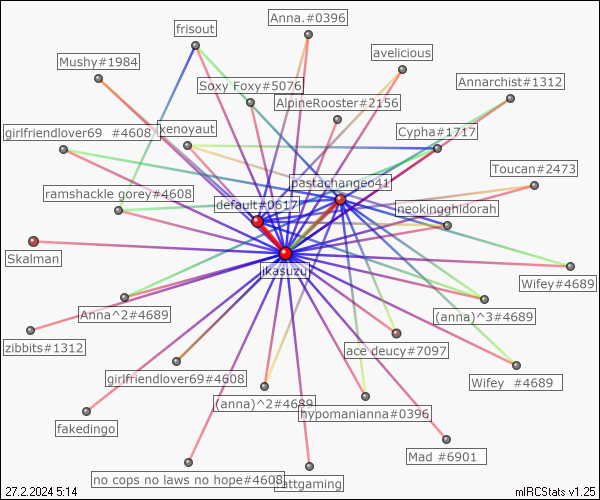 Anna.#0396
frisout
avelicious
Mushy#1984
Soxy Foxy#5076
Annarchist#1312
AlpineRooster#2156
girlfriendlover69 #4608
xenoyaut
Cypha#1717
Toucan#2473
pastachangeo41
ramshackle gorey#4608
default#0617
neokingghidorah
Skalman
jkasuzu
Wifey#4689
Anna^2#4689
(anna)^3#4689
zibbits#1312
ace deucy#7097
girlfriendlover69#4608
Wifey #4689
(anna)^2#4689
hypomanianna#0396
fakedingo
Mad #6901
no cops no laws no hope#4608
rattgaming
27.2.2024 5:14
mIRCStats v1.25